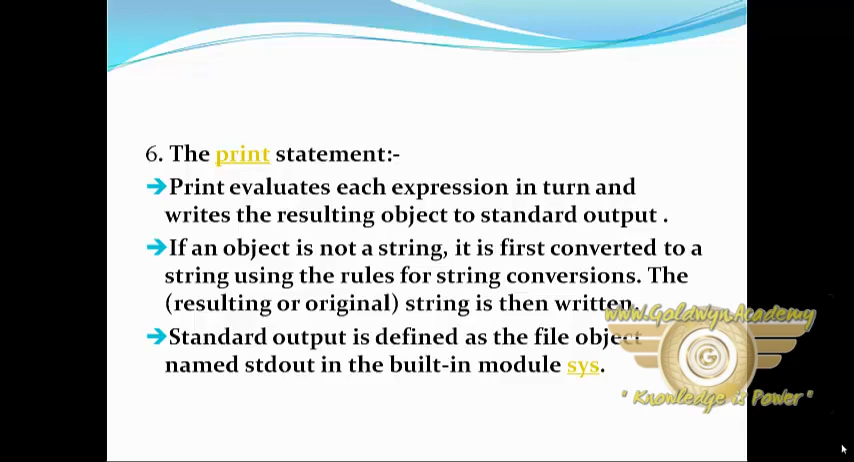 6. The print statement:-
➔Print evaluates each expression in turn and
writes the resulting object to standard output .
➔If an object is not a string, it is first converted to a
string using the rules for string conversions. The
(resulting or original) string is then written.
➔Standard output is defined as the file object
named stdout in the built-in module sys.
www.GoldwynAcademy
G
" Knowledge is Power "